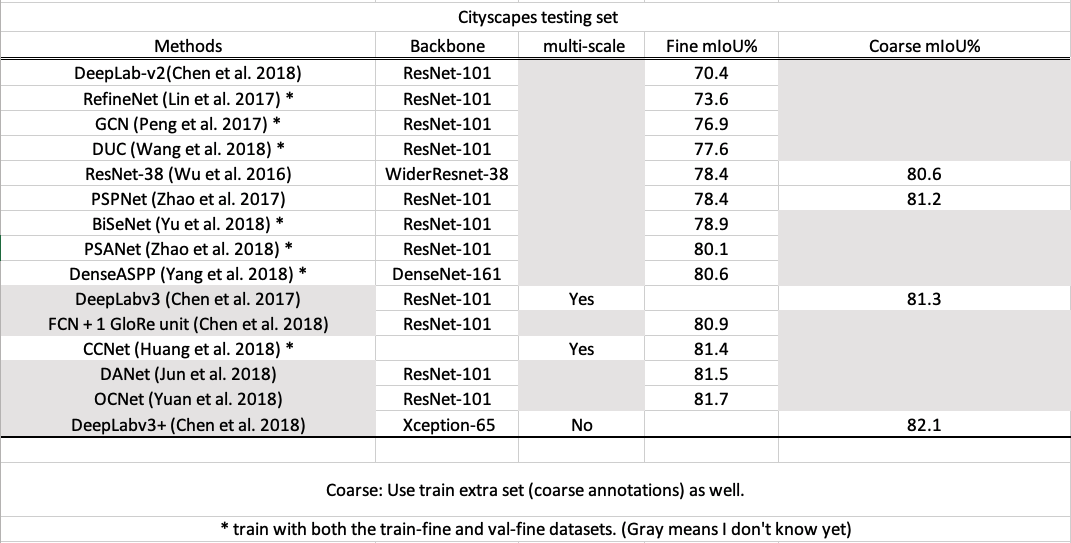 Cityscapes testing set
Methods Backbone multi-scale Fine mIoU% Coarse mIoU%
DeepLab-v2(Chen et al. 2018) ResNet-101 70.4
RefineNet (Lin et al. 2017) * ResNet-101 73.6
GCN (Peng et al. 2017) * ResNet-101 76.9
DUC (Wang et al. 2018) * ResNet-101 77.6
ResNet-38 (Wu et al. 2016) WiderResnet-38 78.4 80.6
PSPNet (Zhao et al. 2017) ResNet-101 78.4 81.2
BiSeNet (Yu et al. 2018) * ResNet-101 78.9
PSANet (Zhao et al. 2018) * ResNet-101 80.1
DenseASPP (Yang et al. 2018) * DenseNet-161 80.6
DeepLabv3 (Chen et al. 2017) ResNet-101 Yes 81.3
FCN + 1 GloRe unit (Chen et al. 2018) ResNet-101 80.9
CCNet (Huang et al. 2018) * Yes 81.4
DANet (Jun et al. 2018) ResNet-101 81.5
OCNet (Yuan et al. 2018) ResNet-101 81.7
DeepLabv3+ (Chen et al. 2018) Xception-65 No 82.1
Coarse: Use train extra set (coarse annotations) as well.
* train with both the train-fine and val-fine datasets. (Gray means I don't know yet)